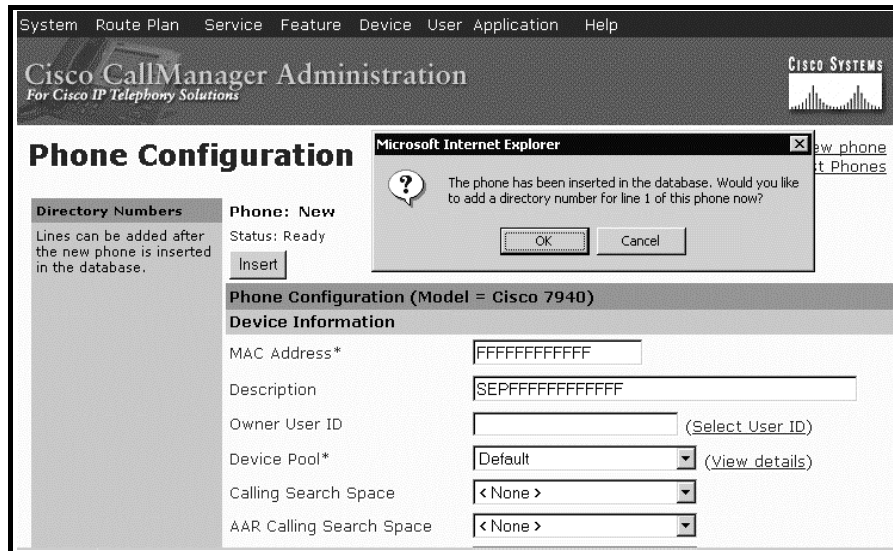 System Route Plan Service Feature Device User Application Help
Cisco CallManager Administration
For Cisco IP Telephony Solutions
CISCO SYSTEMS
Phone Configuration
Microsoft Internet Explorer
ew phone
st Phones
The phone has been inserted in the database. Would you like
to add a directory number for line 1 of this phone now?
OK Cancel
Directory Numbers
Lines can be added after
the new phone is inserted
in the database.
Phone: New
Status: Ready
Insert
Phone Configuration (Model = Cisco 7940)
Device Information
MAC Address* FFFFFFFFFFFF
Description SEPFFFFFFFFFFFF
Owner User ID (Select User ID)
Device Pool* Default (View details)
Calling Search Space < None >
AAR Calling Search Space < None >